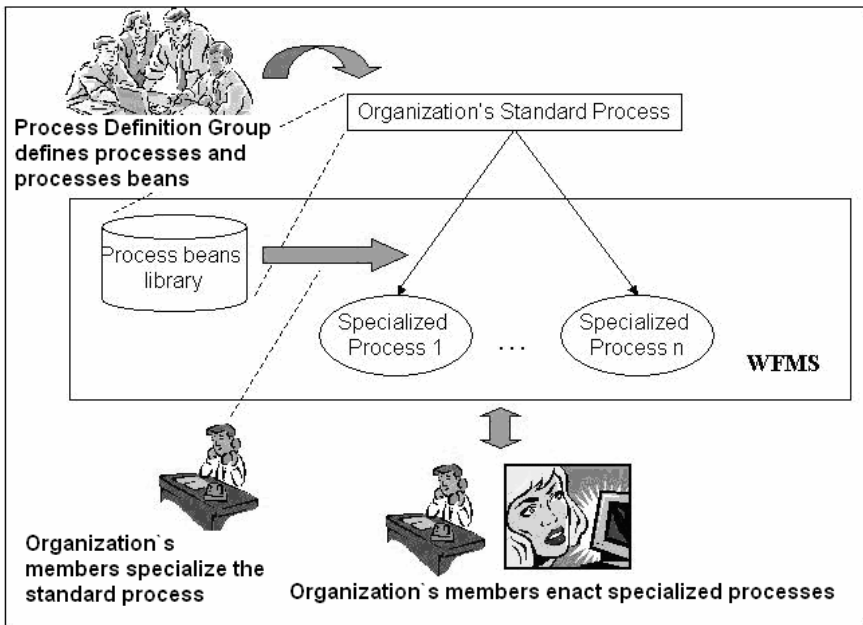 Organization's Standard Process
Process Definition Group
defines processes and
processes beans
Process beans
library
Specialized
Process 1
...
Specialized
Process n
WFMS
Organization`s
members specialize the
standard process
Organization`s members enact specialized processes